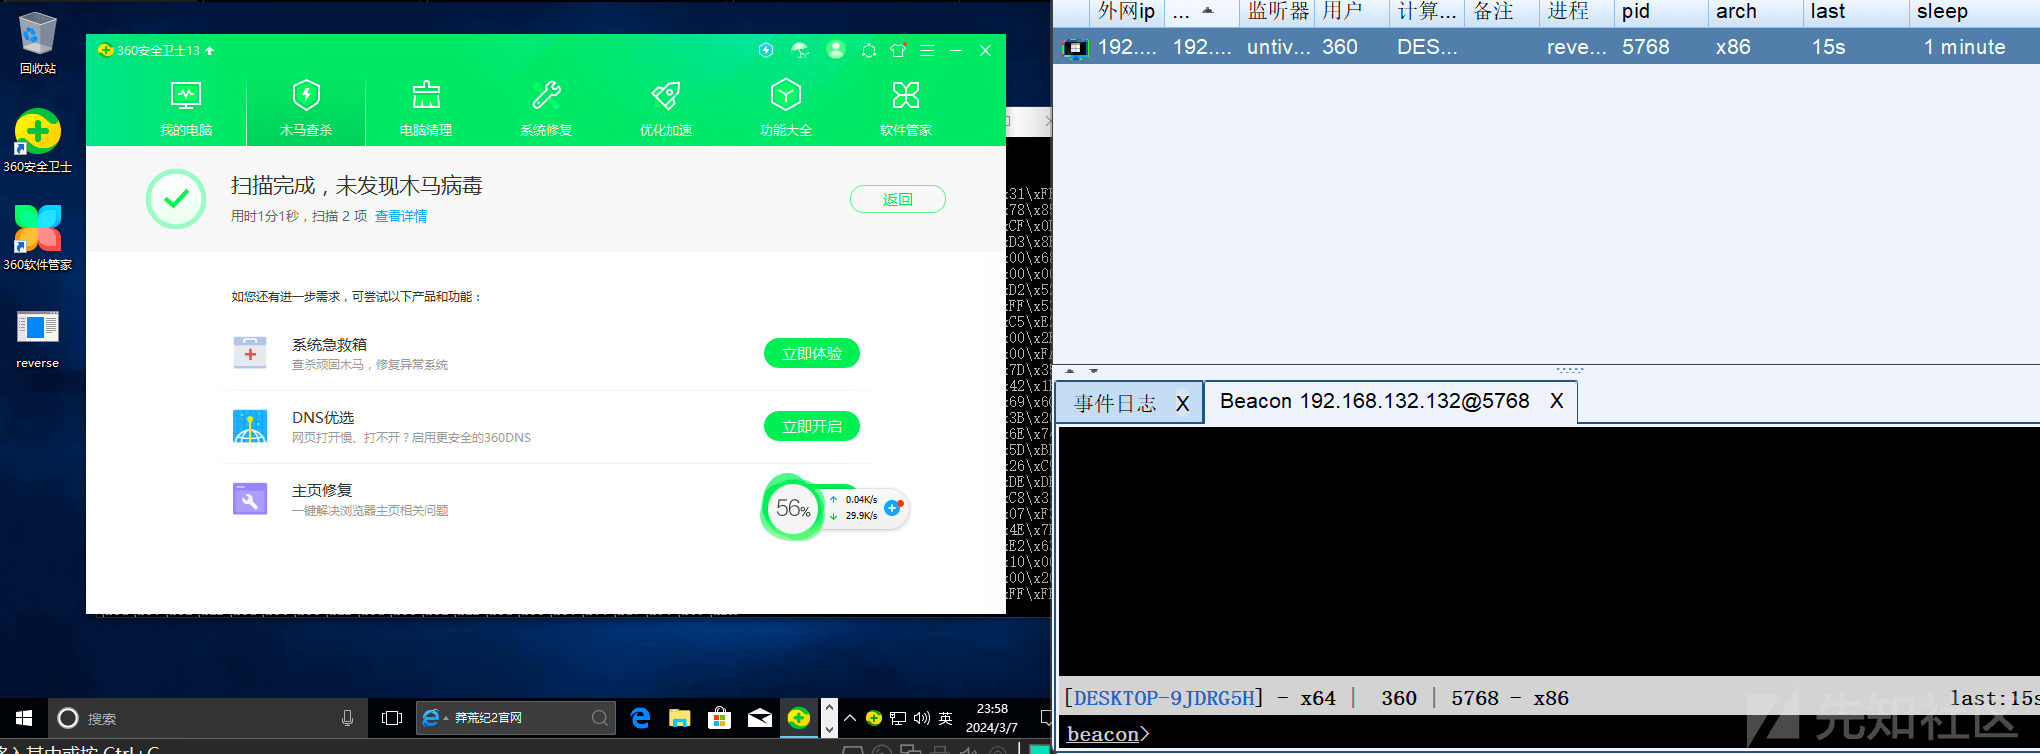 回收站
360安全卫士
360软件管家
reverse
360安全卫士13
我的电脑
木马查杀
电脑清理
系统修复
优化加速
功能大全
软件管家
扫描完成，未发现木马病毒
用时1分1秒，扫描 2 项 查看详情
返回
如您还有进一步需求，可尝试以下产品和功能：
系统急救箱
查杀顽固木马，修复异常系统
立即体验
DNS优选
网页打开慢、打不开？启用更安全的360DNS
立即开启
主页修复
一键解决浏览器主页相关问题
56%
0.04K/s
29.9K/s
搜索
莽荒纪2官网
英
23:58
2024/3/7
外网ip ... 监听器 用户 计算... 备注 进程 pid arch last sleep
192.... 192.... untiv... 360 DES... reve... 5768 x86 15s 1 minute
事件日志 X
Beacon 192.168.132.132@5768 X
[DESKTOP-9JDRG5H] - x64 | 360 | 5768 - x86
last:15s
beacon>
先知社区